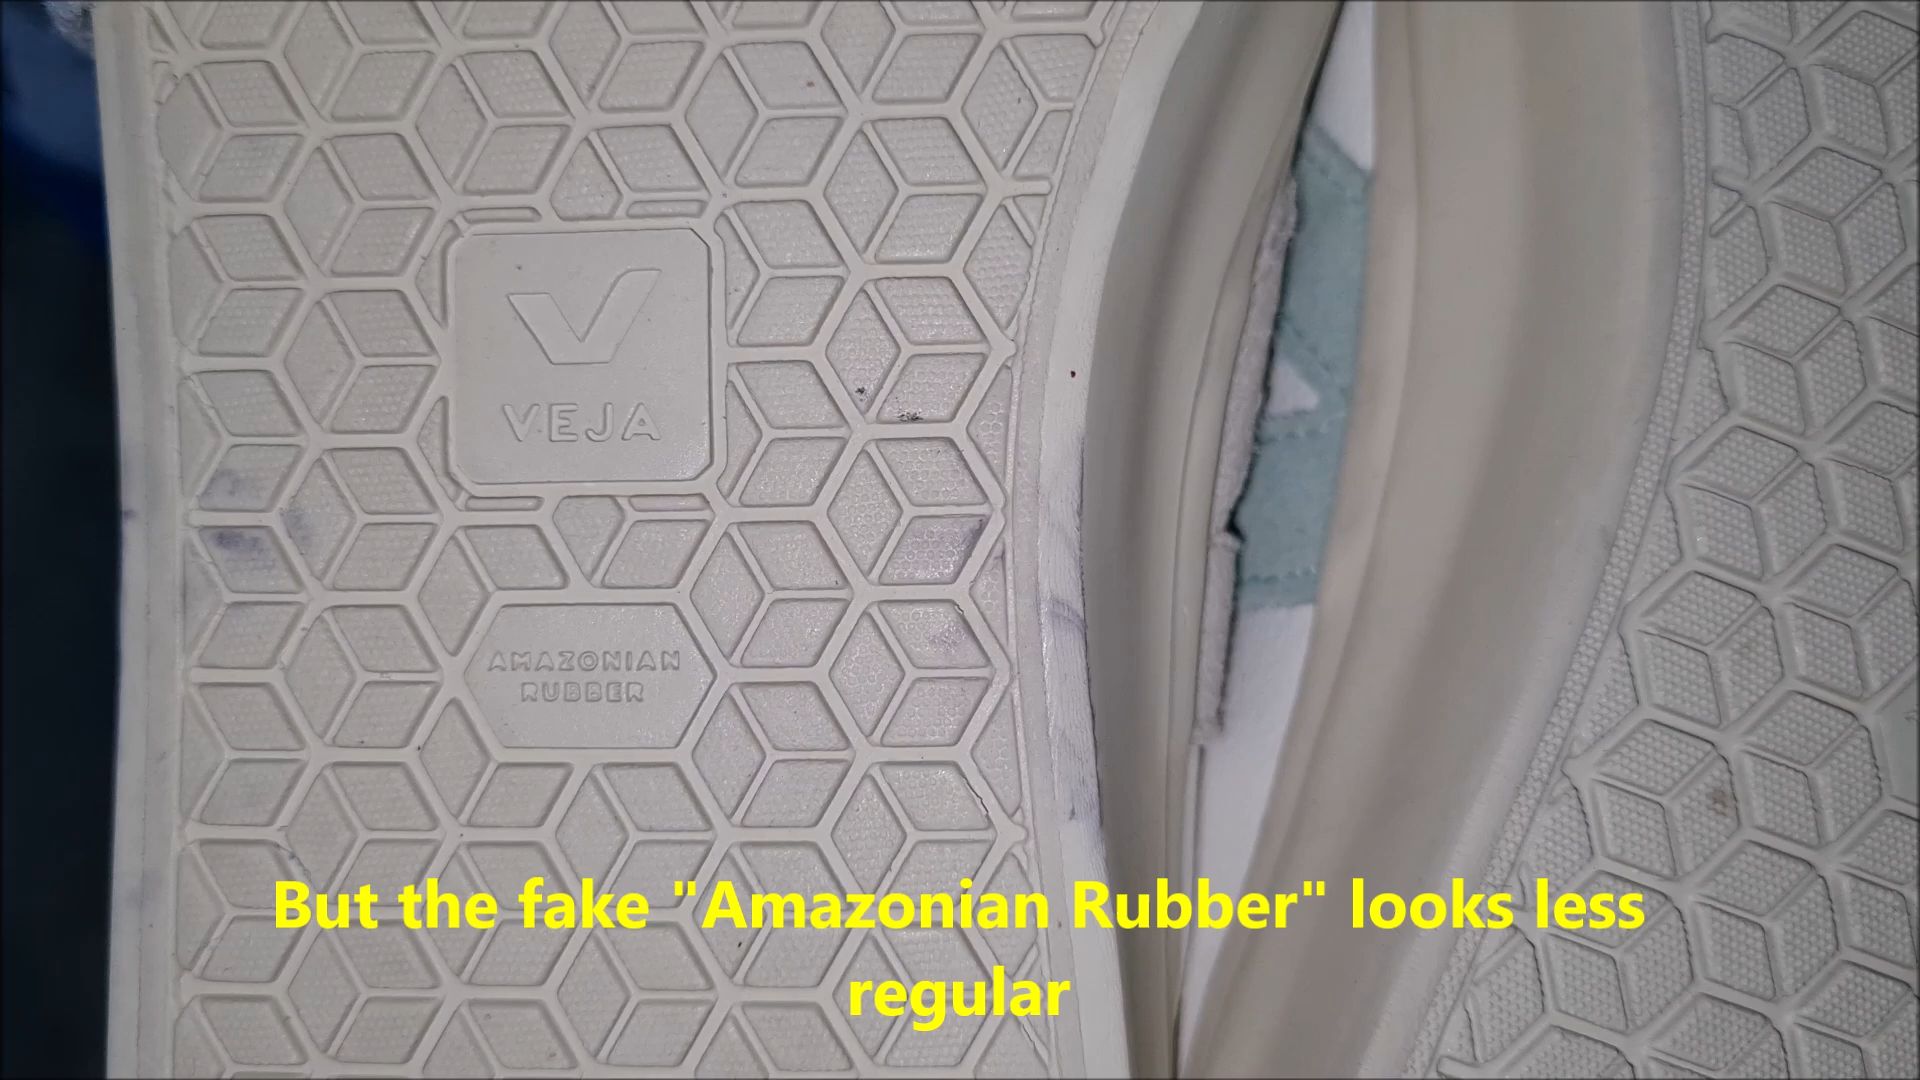 VEJA
AMAZONIAN
RUBBER
But the fake "Amazonian Rubber" looks less
regular